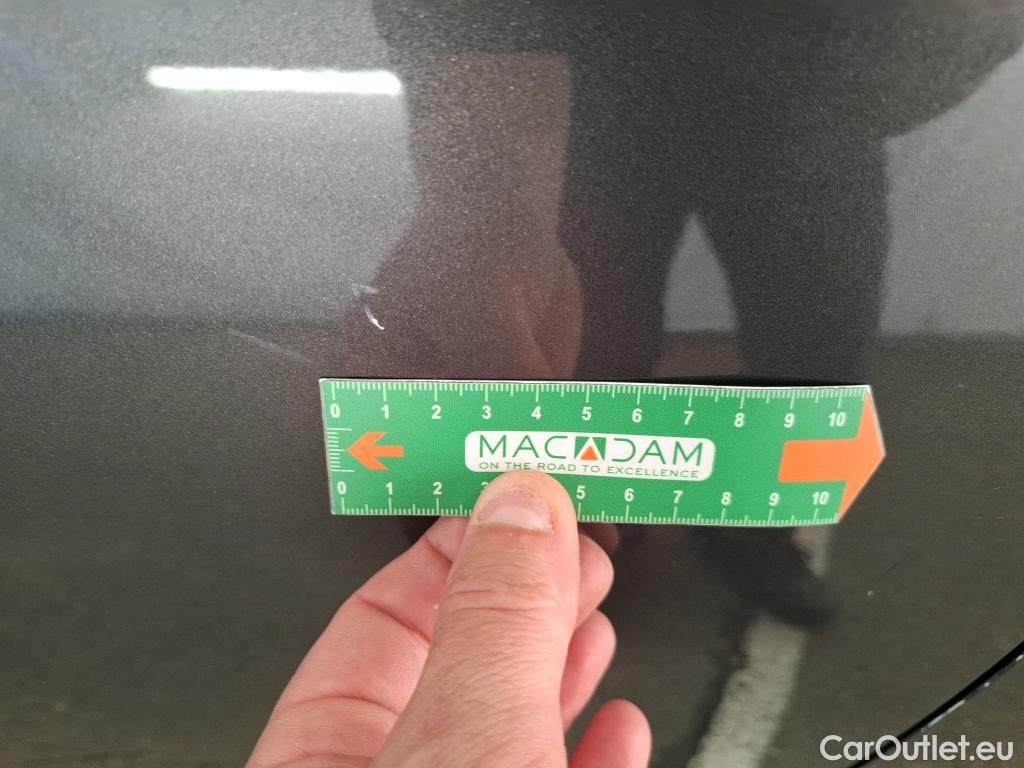 0 1 2 3 4 5 6 7 8 9 10
MACADAM
ON THE ROAD TO EXCELLENCE
0 1 2 3 5 6 7 8 9 10
CarOutlet.eu